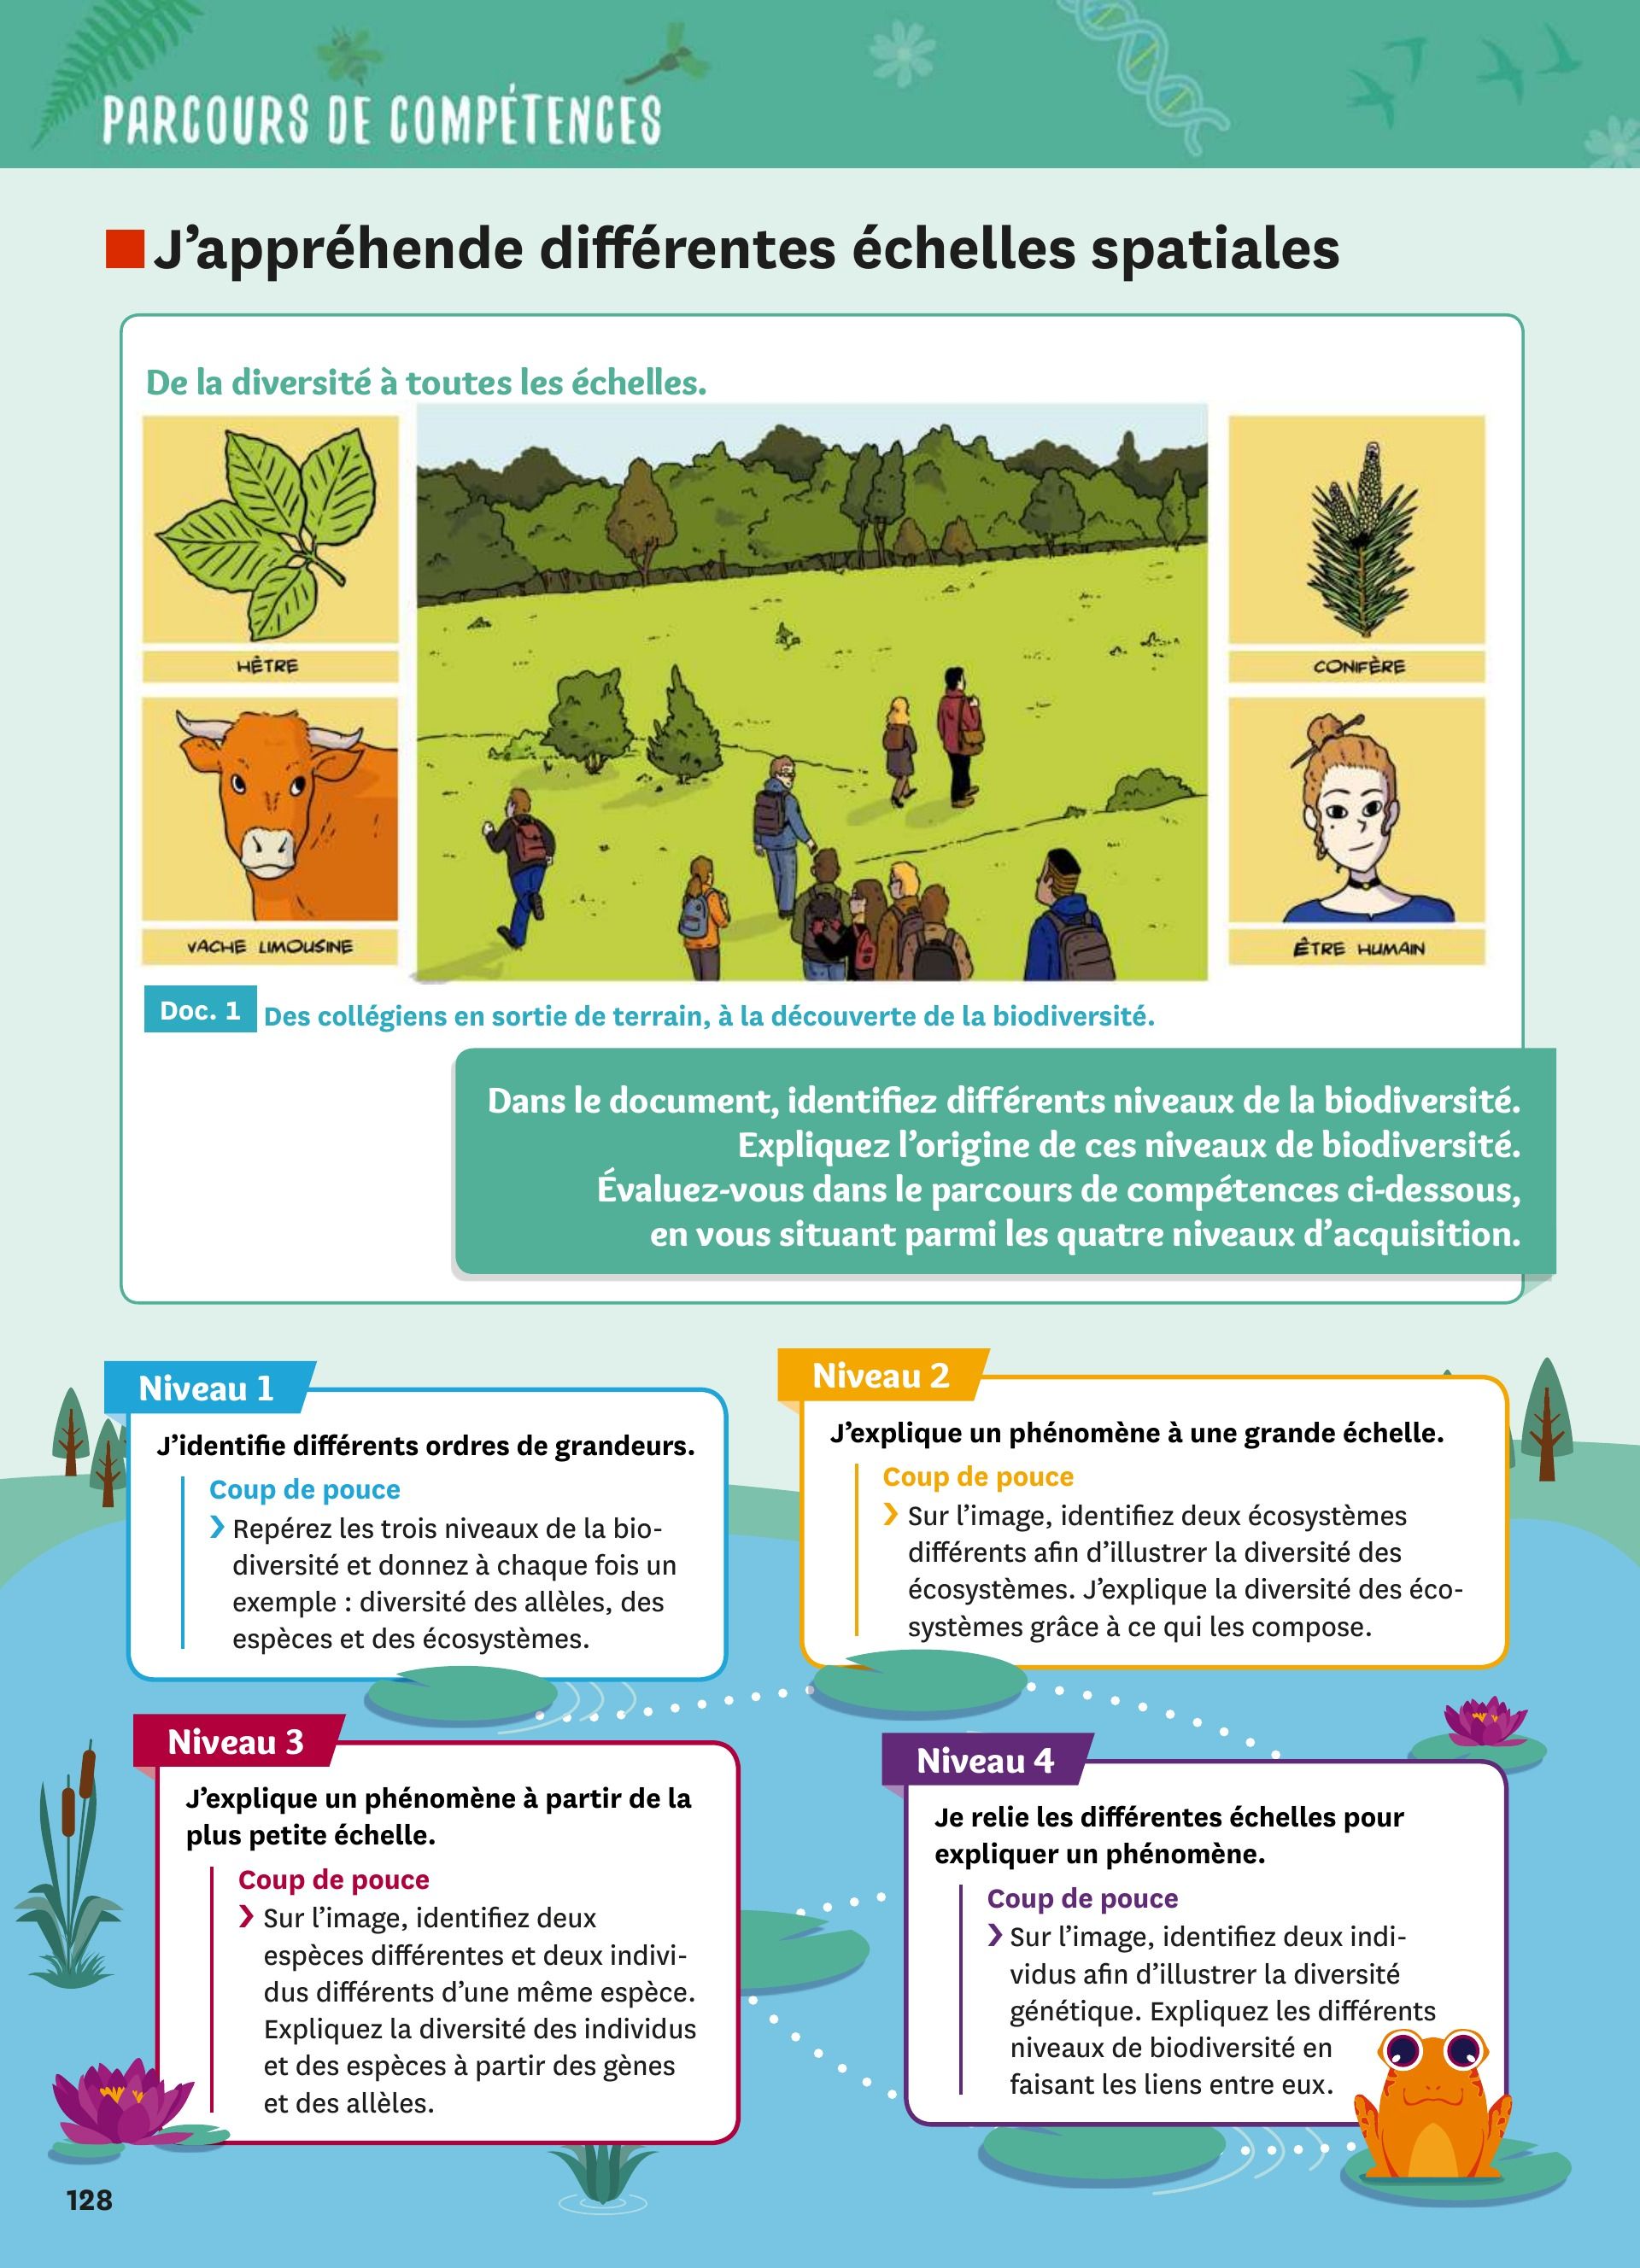 PARCOURS DE COMPÉTENCES
J'appréhende différentes échelles spatiales
De la diversité à toutes les échelles.
HÊTRE
CONIFÈRE
VACHE LIMOUSINE
ÊTRE HUMAIN
Doc. 1 Des collégiens en sortie de terrain, à la découverte de la biodiversité.
Dans le document, identifiez différents niveaux de la biodiversité.
Expliquez l'origine de ces niveaux de biodiversité.
Évaluez-vous dans le parcours de compétences ci-dessous,
en vous situant parmi les quatre niveaux d'acquisition.
Niveau 1
J'identifie différents ordres de grandeurs.
Coup de pouce
❯ Repérez les trois niveaux de la bio-
diversité et donnez à chaque fois un
exemple : diversité des allèles, des
espèces et des écosystèmes.
Niveau 2
J'explique un phénomène à une grande échelle.
Coup de pouce
❯ Sur l'image, identifiez deux écosystèmes
différents afin d'illustrer la diversité des
écosystèmes. J'explique la diversité des éco-
systèmes grâce à ce qui les compose.
Niveau 3
J'explique un phénomène à partir de la
plus petite échelle.
Coup de pouce
❯ Sur l'image, identifiez deux
espèces différentes et deux indivi-
dus différents d'une même espèce.
Expliquez la diversité des individus
et des espèces à partir des gènes
et des allèles.
Niveau 4
Je relie les différentes échelles pour
expliquer un phénomène.
Coup de pouce
❯ Sur l'image, identifiez deux indi-
vidus afin d'illustrer la diversité
génétique. Expliquez les différents
niveaux de biodiversité en
faisant les liens entre eux.
128